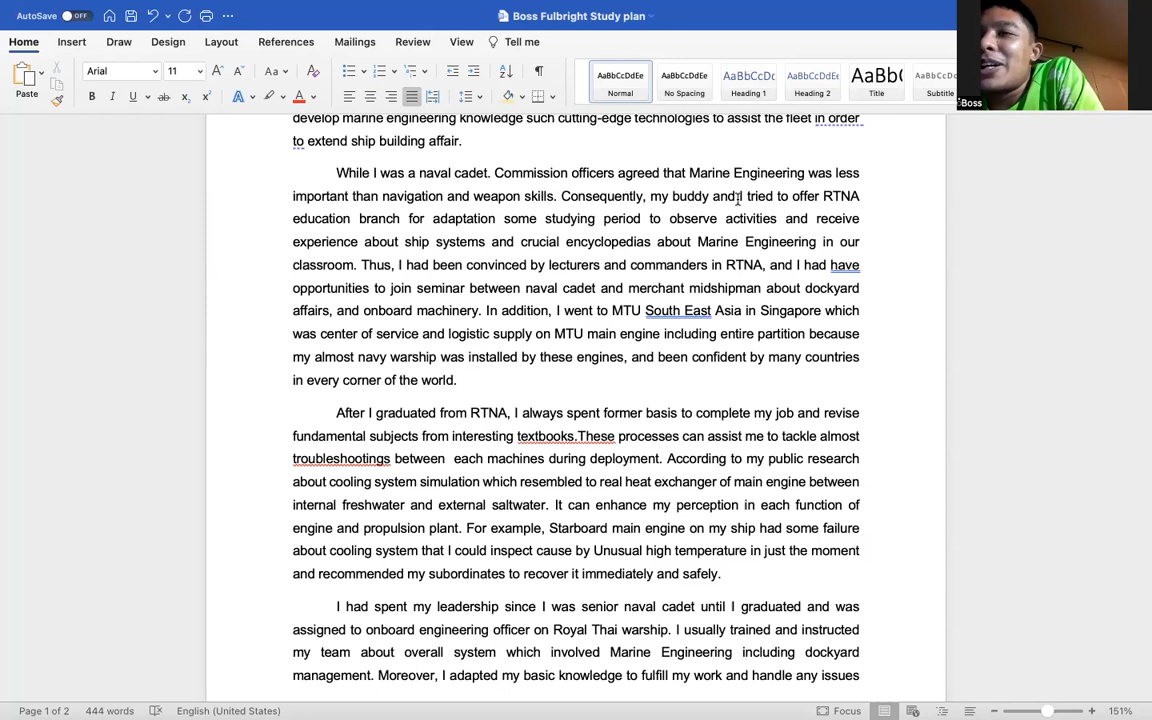 AutoSave OFF
Boss Fulbright Study plan
Home Insert Draw Design Layout References Mailings Review View Tell me
Paste
Arial 11
Aa
B I U ab x2 x2 A A
AaBbCcDdEe AaBbCcDdEe AaBbCcDc AaBbCcDdEe AaBb( AaBbCcDc
Normal No Spacing Heading 1 Heading 2 Title Subtitle
Boss
develop marine engineering knowledge such cutting-edge technologies to assist the fleet in order
to extend ship building affair.
While I was a naval cadet. Commission officers agreed that Marine Engineering was less
important than navigation and weapon skills. Consequently, my buddy and I tried to offer RTNA
education branch for adaptation some studying period to observe activities and receive
experience about ship systems and crucial encyclopedias about Marine Engineering in our
classroom. Thus, I had been convinced by lecturers and commanders in RTNA, and I had have
opportunities to join seminar between naval cadet and merchant midshipman about dockyard
affairs, and onboard machinery. In addition, I went to MTU South East Asia in Singapore which
was center of service and logistic supply on MTU main engine including entire partition because
my almost navy warship was installed by these engines, and been confident by many countries
in every corner of the world.
After I graduated from RTNA, I always spent former basis to complete my job and revise
fundamental subjects from interesting textbooks.These processes can assist me to tackle almost
troubleshootings between each machines during deployment. According to my public research
about cooling system simulation which resembled to real heat exchanger of main engine between
internal freshwater and external saltwater. It can enhance my perception in each function of
engine and propulsion plant. For example, Starboard main engine on my ship had some failure
about cooling system that I could inspect cause by Unusual high temperature in just the moment
and recommended my subordinates to recover it immediately and safely.
I had spent my leadership since I was senior naval cadet until I graduated and was
assigned to onboard engineering officer on Royal Thai warship. I usually trained and instructed
my team about overall system which involved Marine Engineering including dockyard
management. Moreover, I adapted my basic knowledge to fulfill my work and handle any issues
Page 1 of 2 444 words English (United States) Focus 151%